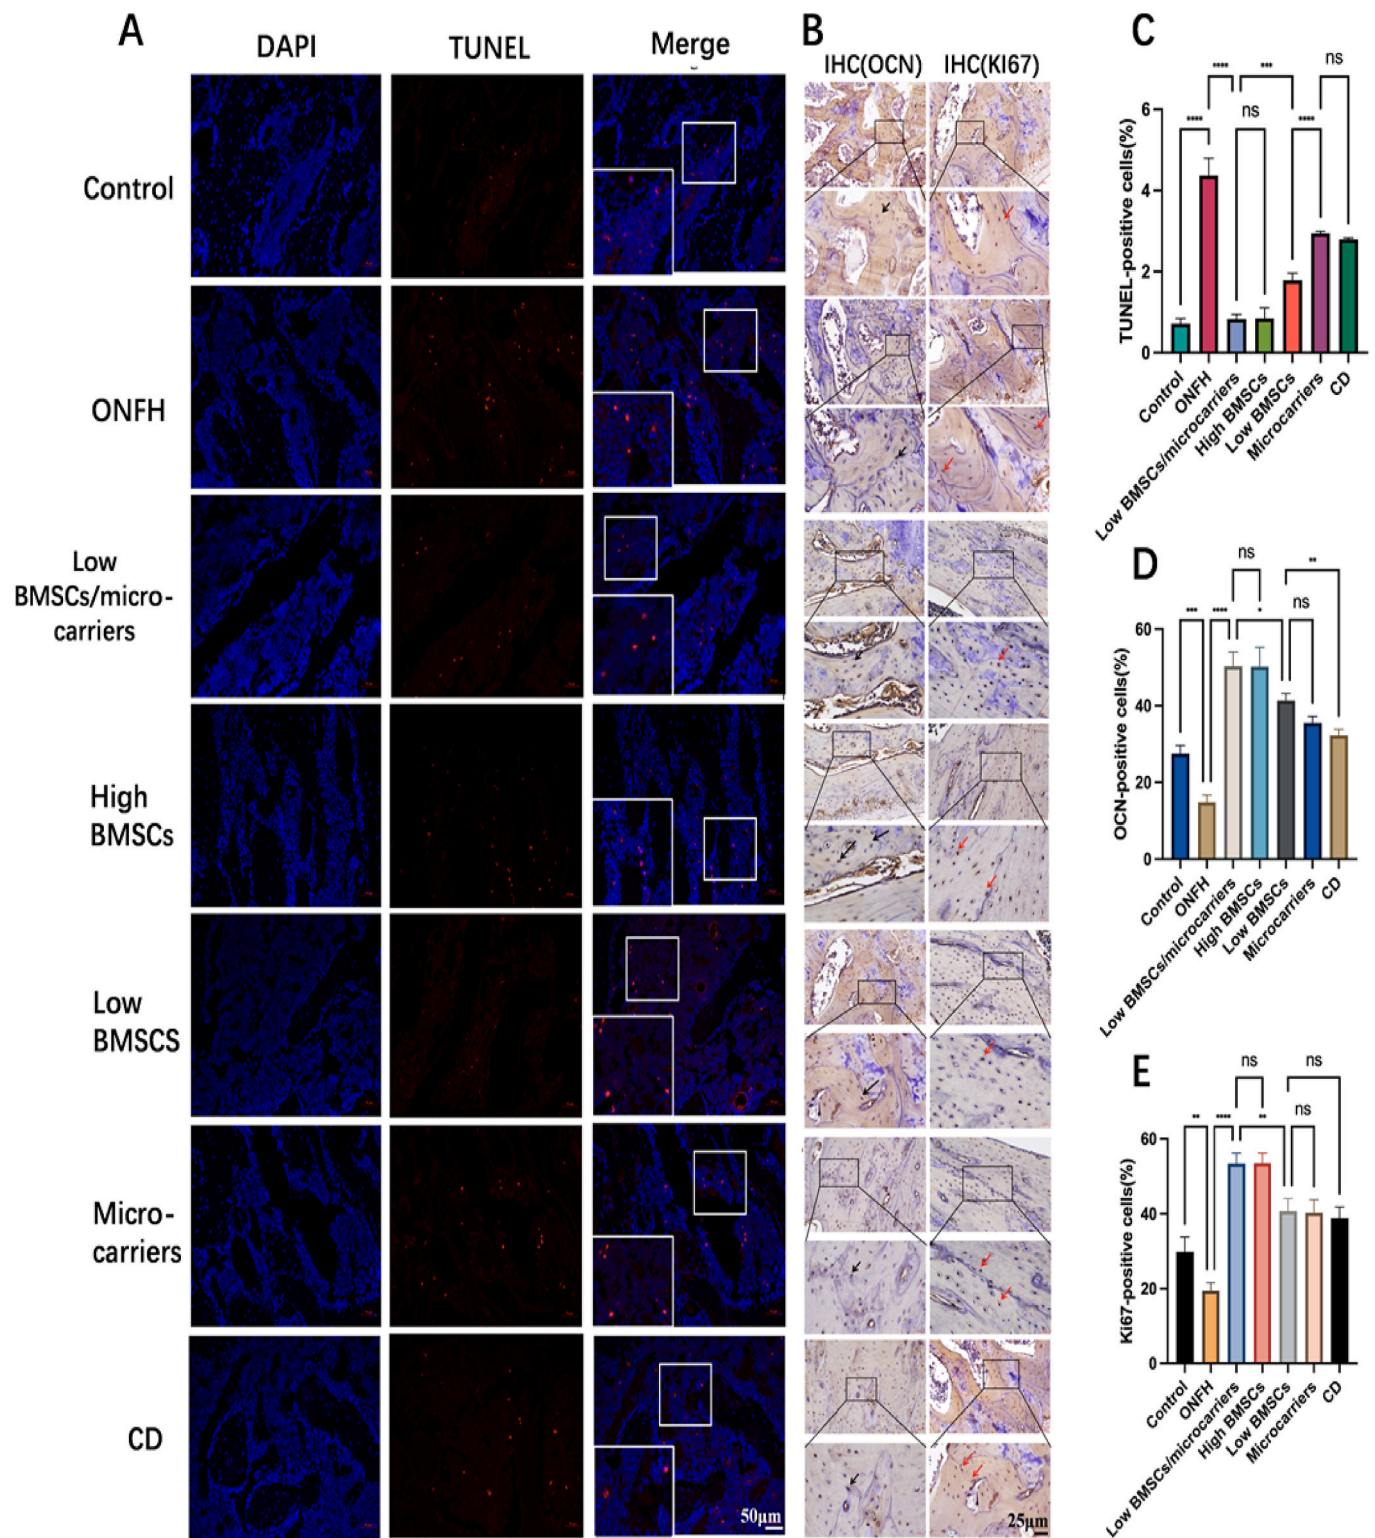 A
DAPI
TUNEL
Merge
Control
ONFH
Low
BMSCs/micro-
carriers
High
BMSCs
Low
BMSCS
Micro-
carriers
CD
50μm
B
IHC(OCN)
IHC(KI67)
25μm
C
ns
**** ***
**** ns ****
TUNEL-positive cells(%)
6
4
2
0
Control
ONFH
Low BMSCs/microcarriers
High BMSCs
Low BMSCs
Microcarriers
CD
D
ns **
*** **** * ns
OCN-positive cells(%)
60
40
20
0
Control
ONFH
Low BMSCs/microcarriers
High BMSCs
Low BMSCs
Microcarriers
CD
E
ns ns
** **** ** ns
Ki67-positive cells(%)
60
40
20
0
Control
ONFH
Low BMSCs/microcarriers
High BMSCs
Low BMSCs
Microcarriers
CD